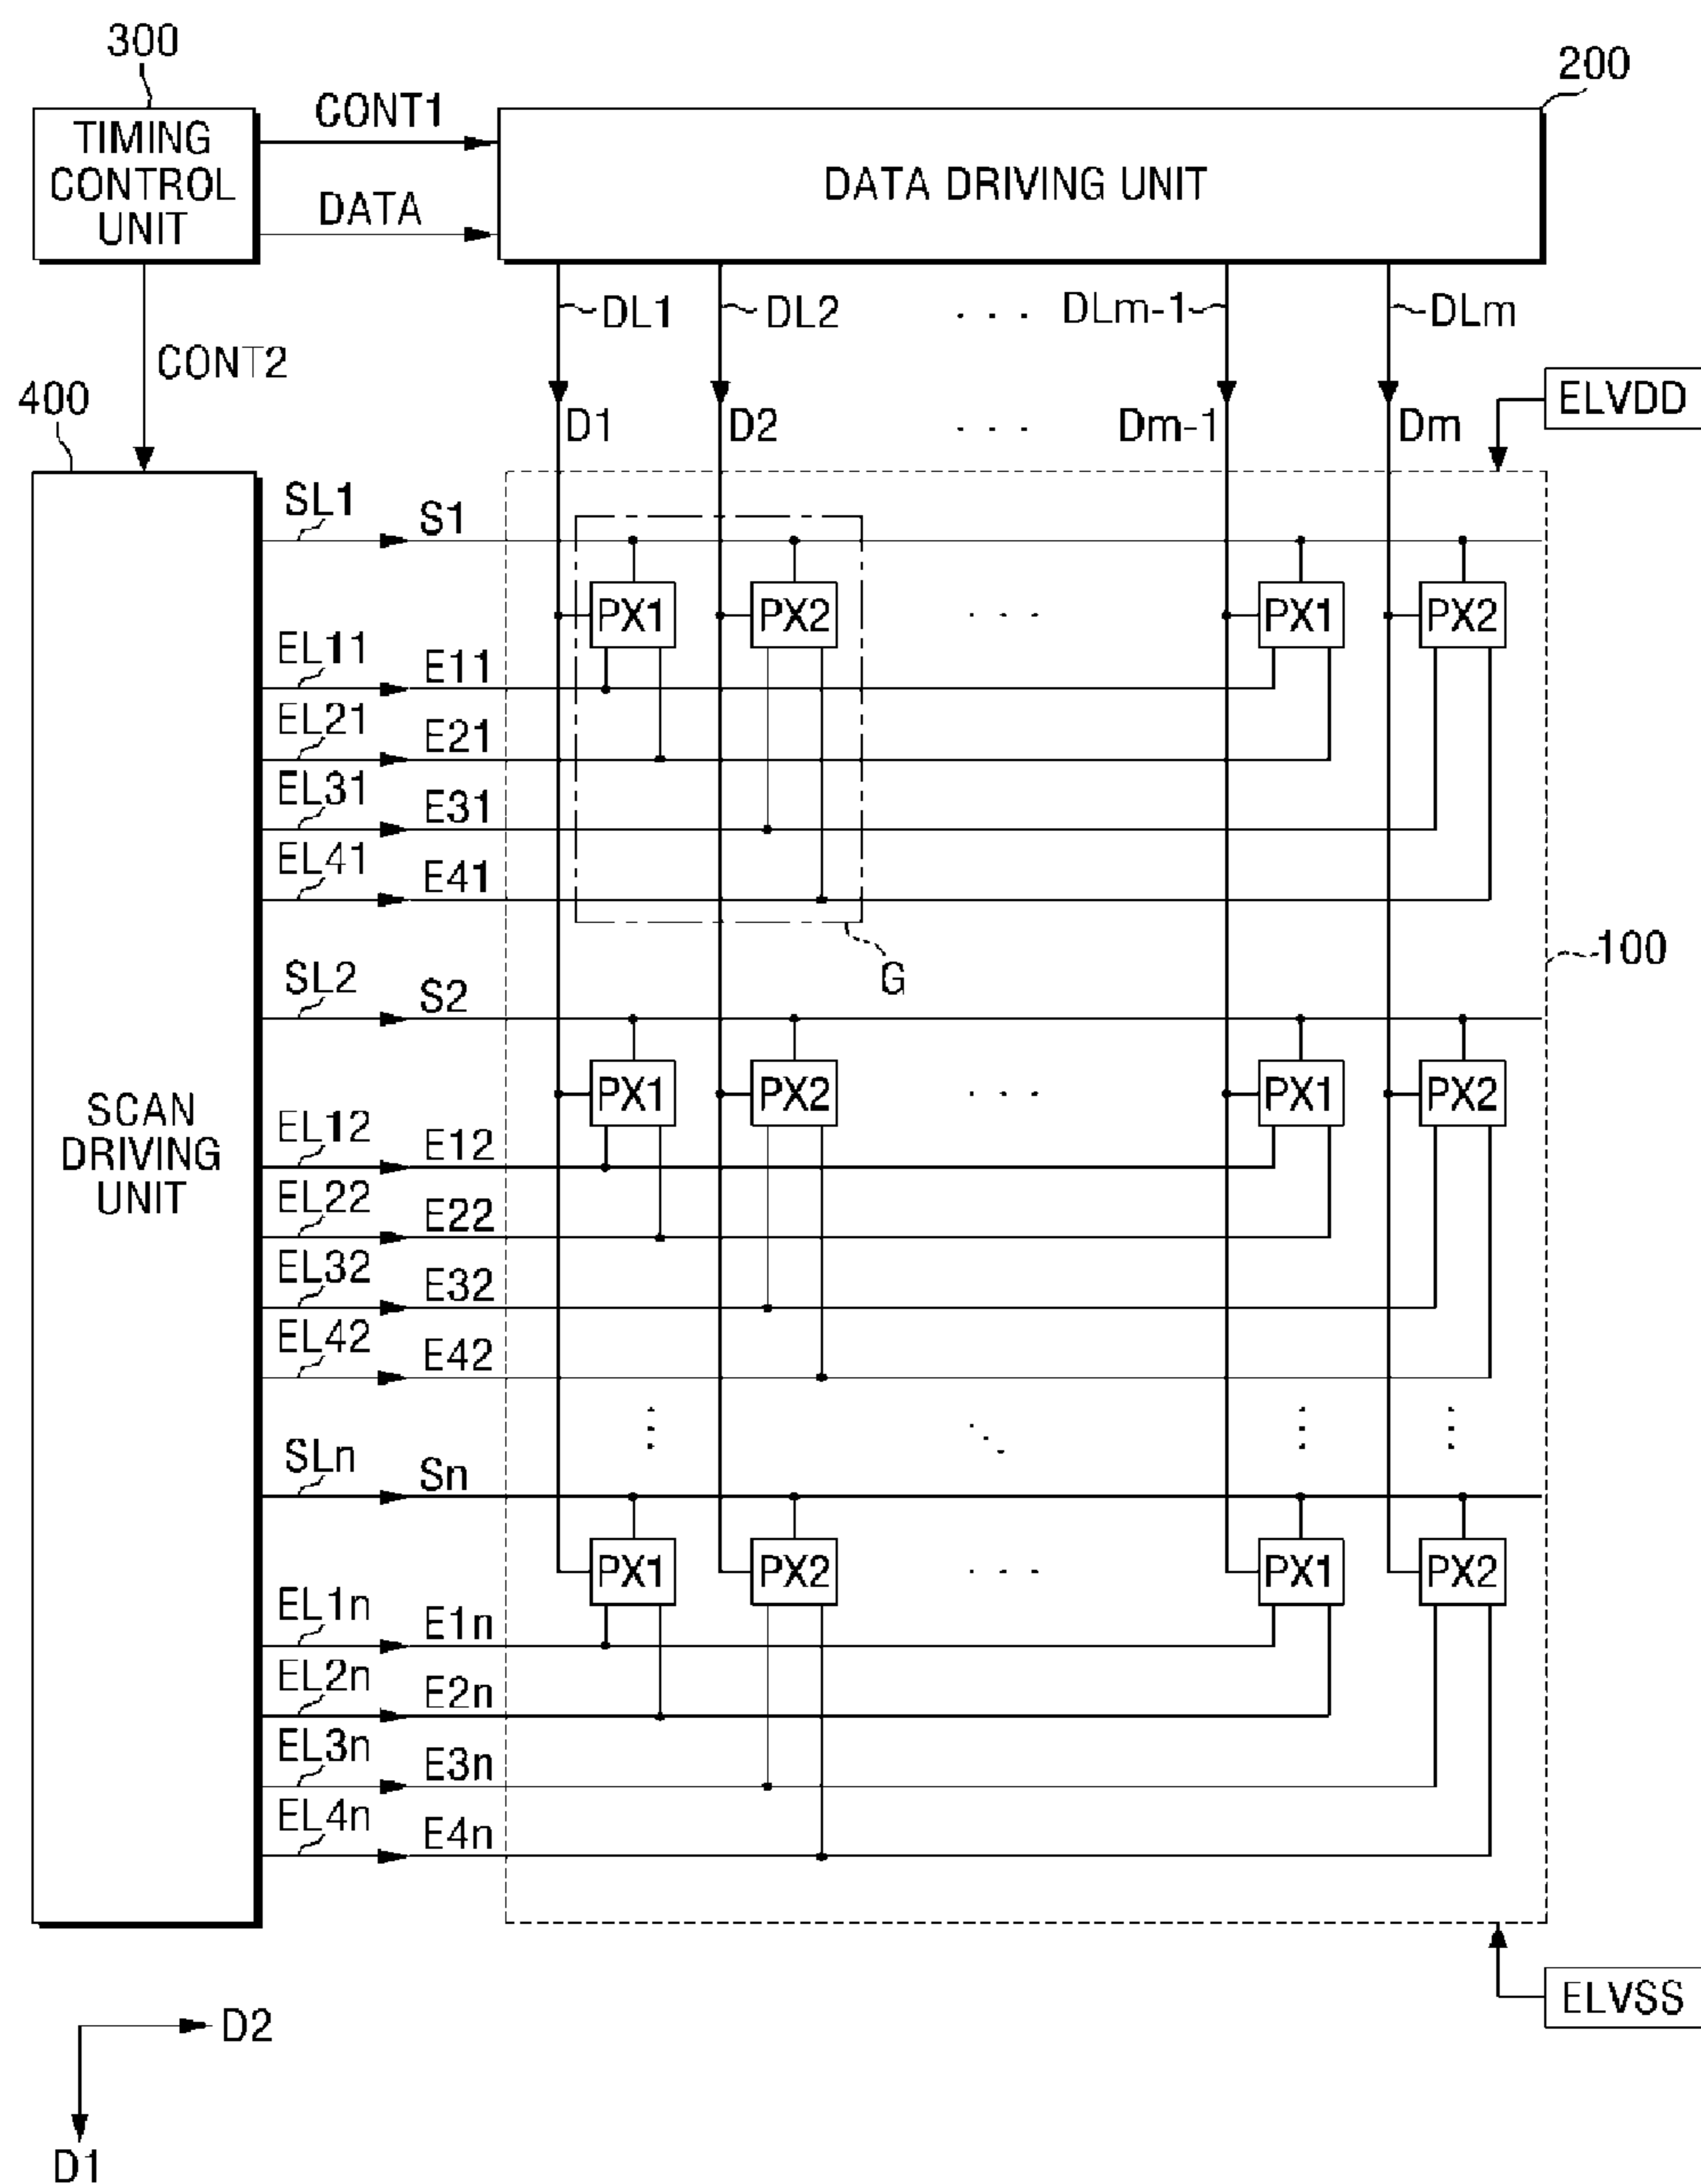 300
200
TIMING
CONTROL
UNIT
CONT1
DATA
DATA DRIVING UNIT
DL1
DL2
. . .
DLm-1
DLm
CONT2
400
D1
D2
. . .
Dm-1
Dm
ELVDD
SCAN
DRIVING
UNIT
SL1
S1
PX1
PX2
. . .
PX1
PX2
EL11
E11
EL21
E21
EL31
E31
EL41
E41
G
100
SL2
S2
PX1
PX2
. . .
PX1
PX2
EL12
E12
EL22
E22
EL32
E32
EL42
E42
SLn
Sn
PX1
PX2
. . .
PX1
PX2
EL1n
E1n
EL2n
E2n
EL3n
E3n
EL4n
E4n
ELVSS
D2
D1